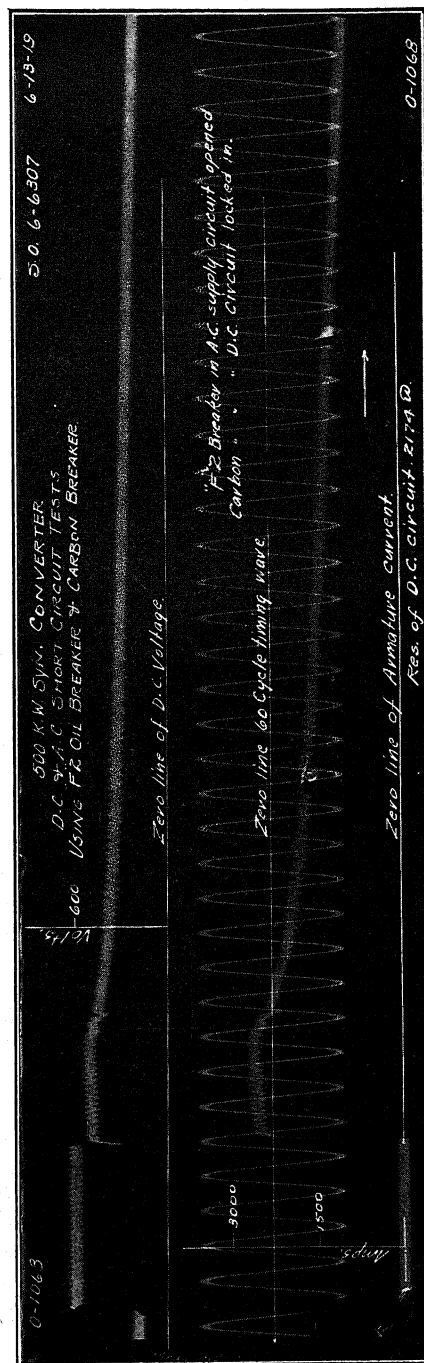 0-1063
500 K.W SYN. CONVERTER
D.C. & A.C. SHORT CIRCUIT TESTS
USING F2 OIL BREAKER & CARBON BREAKER
S.O. 6-6307
6-13-19
Volts.
600
Zero line of D.C. Voltage
"F2 Breaker in A.C. supply circuit opened
Carbon " " " D.C. Circuit locked in.
Zero line 60 Cycle timing wave
3000
1500
Amps.
Zero line of Armature current.
Res. of D.C. circuit .2174 Ω.
0-1068